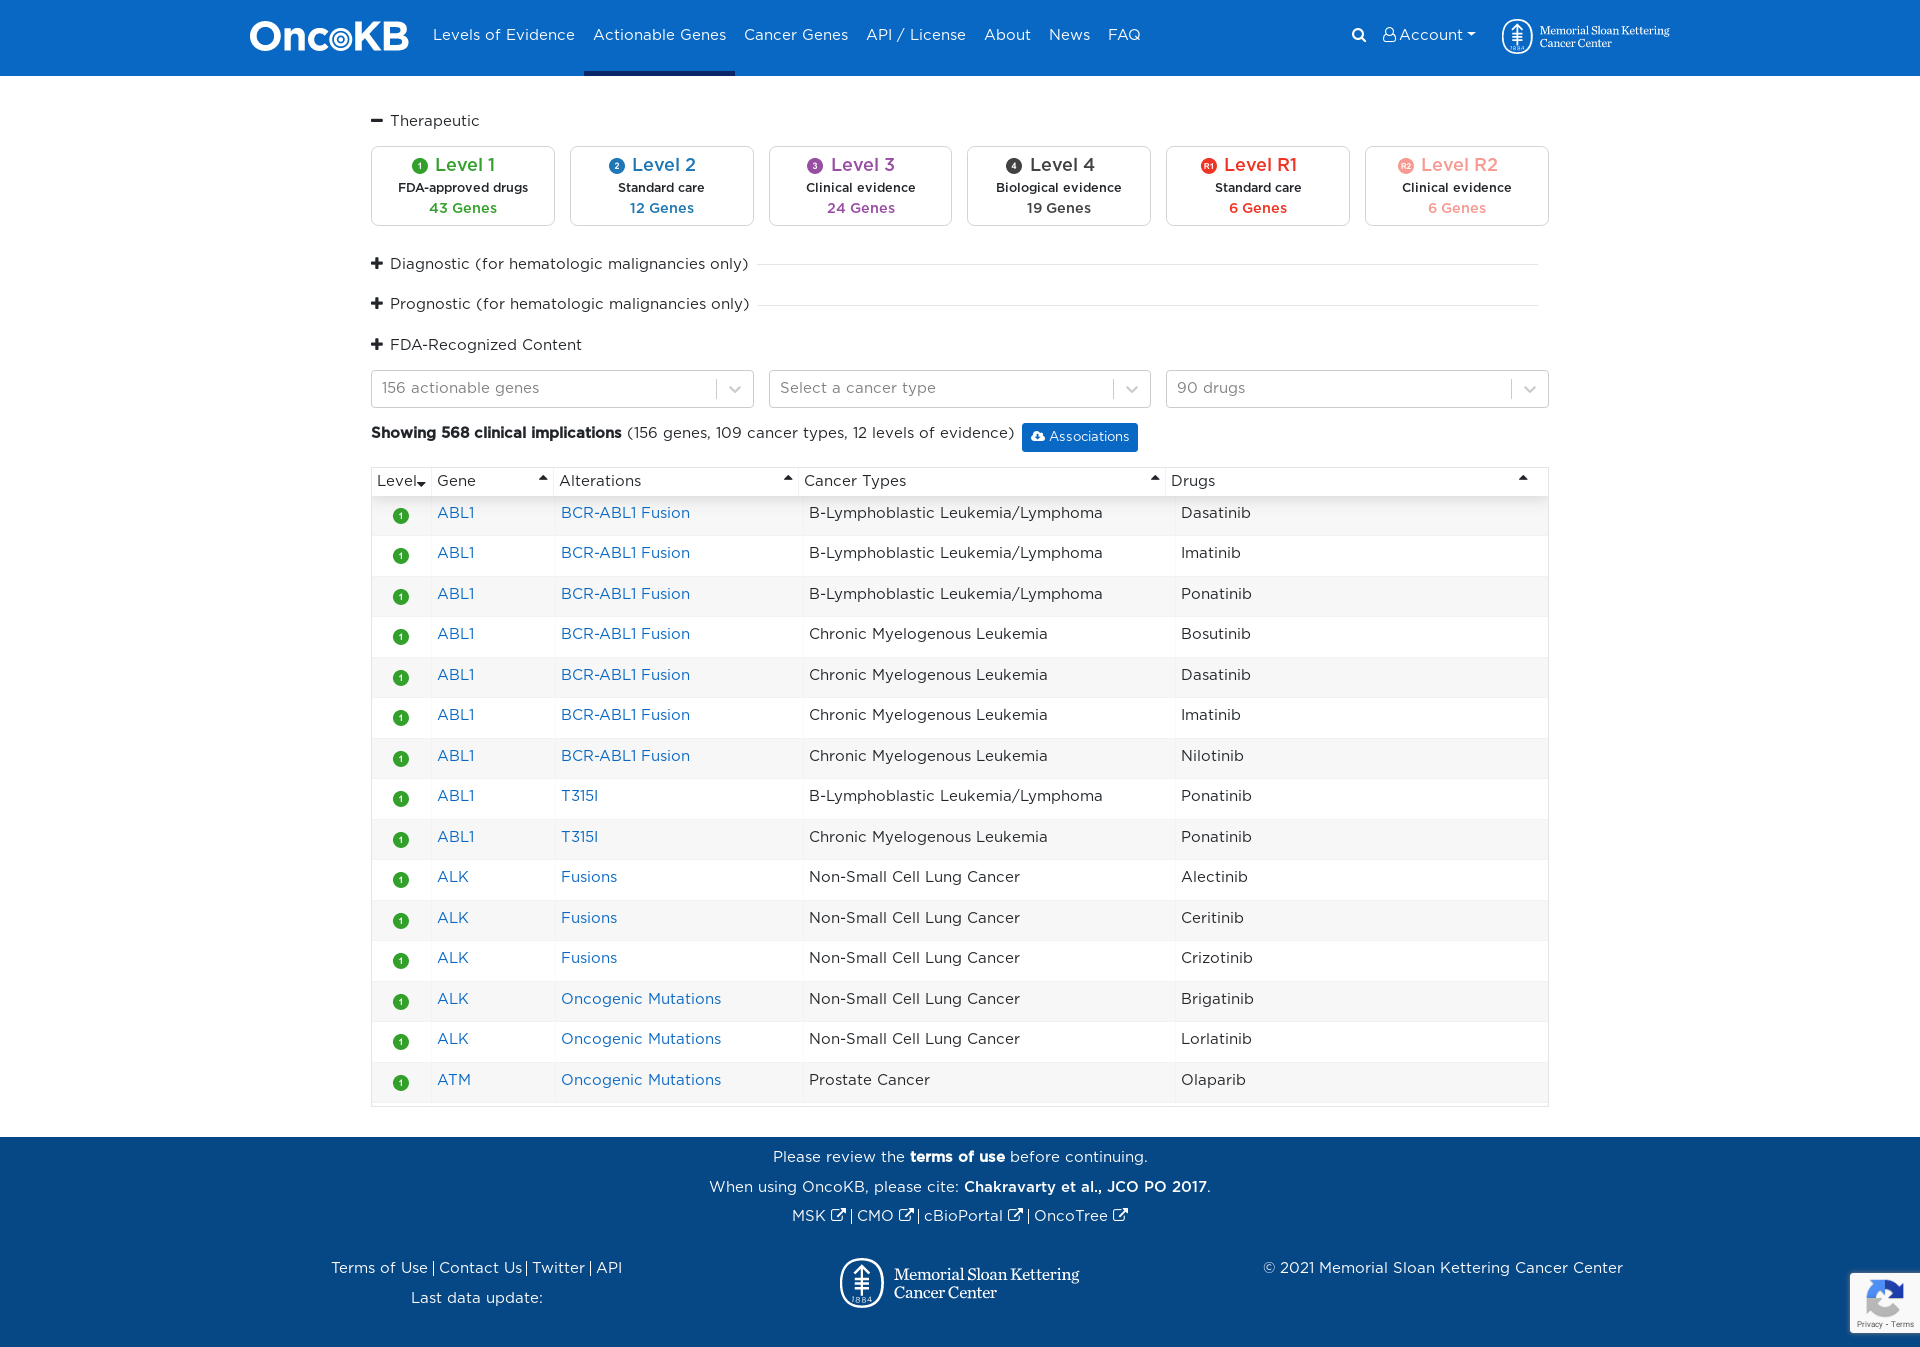 OncoKB Levels of Evidence Actionable Genes Cancer Genes API / License About News FAQ Account Memorial Sloan Kettering Cancer Center 1884
Therapeutic
1 Level 1
FDA-approved drugs
43 Genes
2 Level 2
Standard care
12 Genes
3 Level 3
Clinical evidence
24 Genes
4 Level 4
Biological evidence
19 Genes
R1 Level R1
Standard care
6 Genes
R2 Level R2
Clinical evidence
6 Genes
Diagnostic (for hematologic malignancies only)
Prognostic (for hematologic malignancies only)
FDA-Recognized Content
156 actionable genes Select a cancer type 90 drugs
Showing 568 clinical implications (156 genes, 109 cancer types, 12 levels of evidence) Associations
Level Gene Alterations Cancer Types Drugs
1 ABL1 BCR-ABL1 Fusion B-Lymphoblastic Leukemia/Lymphoma Dasatinib
1 ABL1 BCR-ABL1 Fusion B-Lymphoblastic Leukemia/Lymphoma Imatinib
1 ABL1 BCR-ABL1 Fusion B-Lymphoblastic Leukemia/Lymphoma Ponatinib
1 ABL1 BCR-ABL1 Fusion Chronic Myelogenous Leukemia Bosutinib
1 ABL1 BCR-ABL1 Fusion Chronic Myelogenous Leukemia Dasatinib
1 ABL1 BCR-ABL1 Fusion Chronic Myelogenous Leukemia Imatinib
1 ABL1 BCR-ABL1 Fusion Chronic Myelogenous Leukemia Nilotinib
1 ABL1 T315I B-Lymphoblastic Leukemia/Lymphoma Ponatinib
1 ABL1 T315I Chronic Myelogenous Leukemia Ponatinib
1 ALK Fusions Non-Small Cell Lung Cancer Alectinib
1 ALK Fusions Non-Small Cell Lung Cancer Ceritinib
1 ALK Fusions Non-Small Cell Lung Cancer Crizotinib
1 ALK Oncogenic Mutations Non-Small Cell Lung Cancer Brigatinib
1 ALK Oncogenic Mutations Non-Small Cell Lung Cancer Lorlatinib
1 ATM Oncogenic Mutations Prostate Cancer Olaparib
Please review the terms of use before continuing.
When using OncoKB, please cite: Chakravarty et al., JCO PO 2017.
MSK | CMO | cBioPortal | OncoTree
Terms of Use | Contact Us | Twitter | API
Last data update:
1884 Memorial Sloan Kettering
Cancer Center
© 2021 Memorial Sloan Kettering Cancer Center
Privacy - Terms